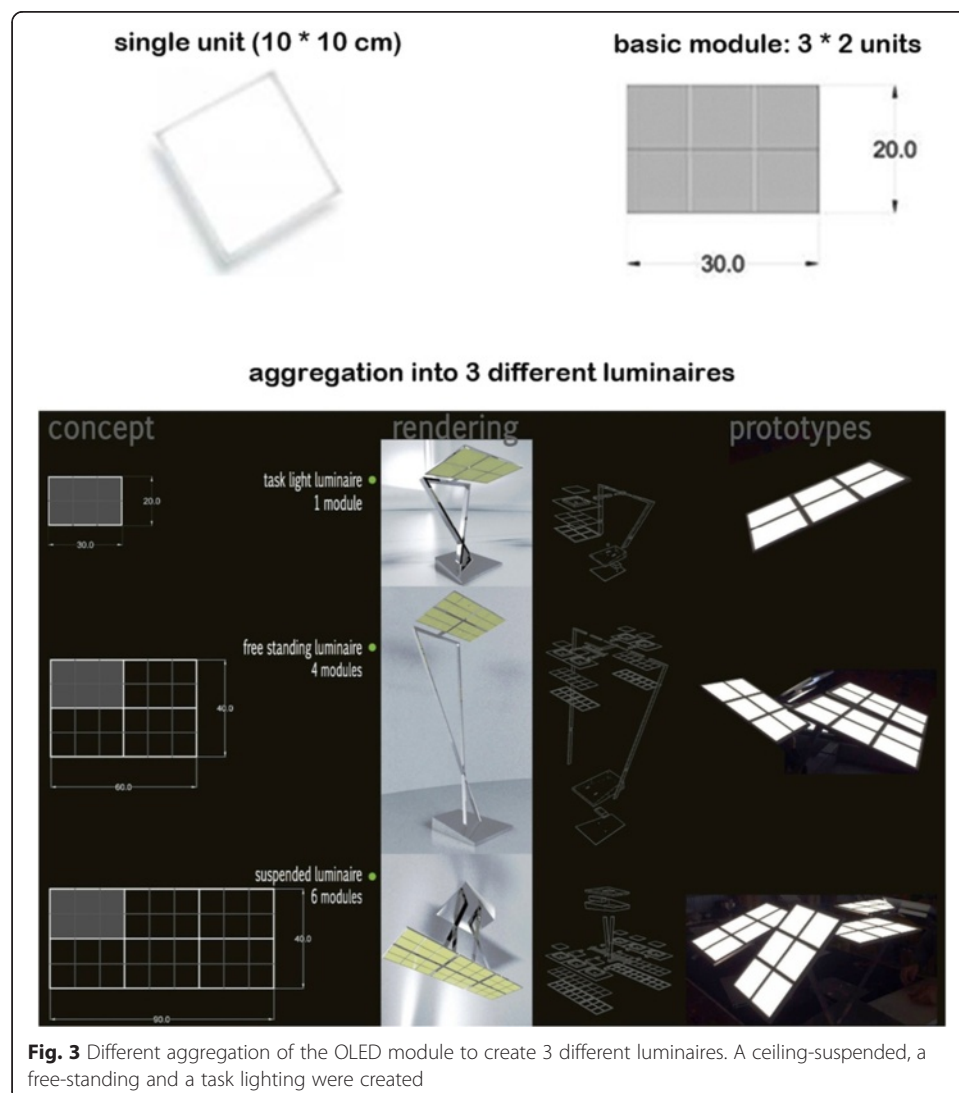 single unit (10 * 10 cm)
basic module: 3 * 2 units
20.0
30.0
aggregation into 3 different luminaires
concept
rendering
prototypes
task light luminaire
1 module
20.0
30.0
free standing luminaire
4 modules
40.0
60.0
suspended luminaire
6 modules
40.0
Fig. 3 Different aggregation of the OLED module to create 3 different luminaires. A ceiling-suspended, a
free-standing and a task lighting were created